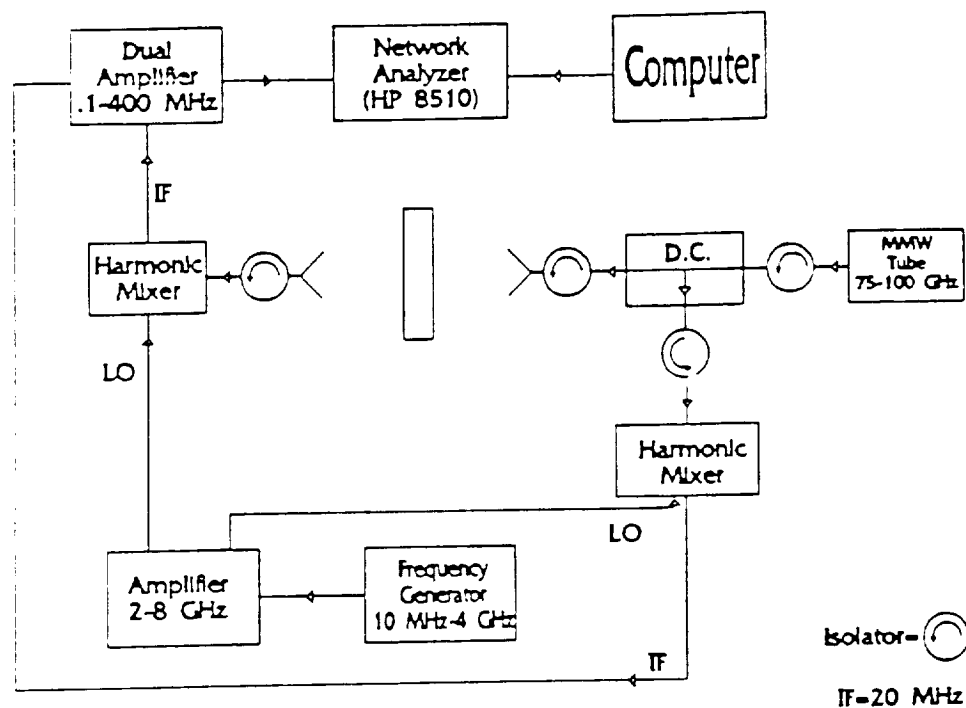 Dual
Amplifier
.1-400 MHz
Network
Analyzer
(HP 8510)
Computer
IF
Harmonic
Mixer
D.C.
MMW
Tube
75-100 GHz
LO
Harmonic
Mixer
LO
Amplifier
2-8 GHz
Frequency
Generator
10 MHz-4 GHz
IF
Isolator=
IF=20 MHz